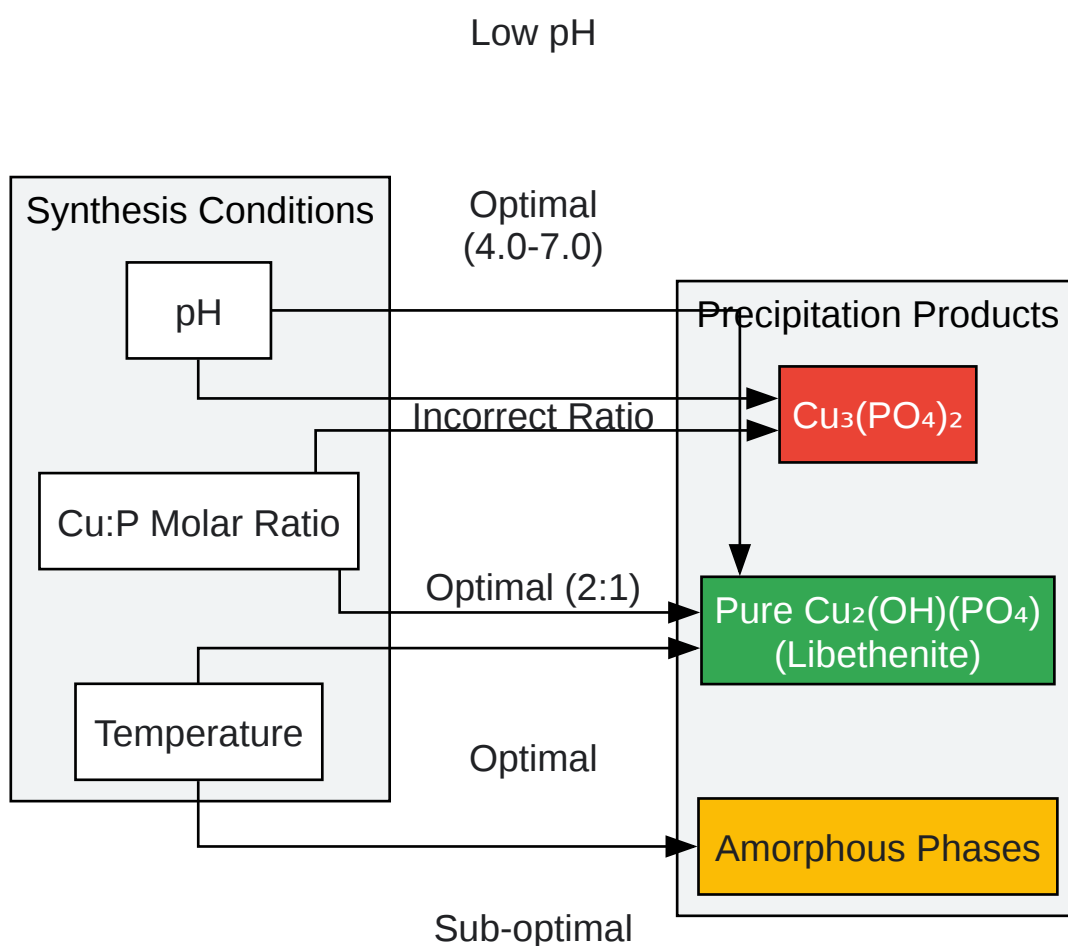 Low pH
Synthesis Conditions
Optimal
(4.0-7.0)
pH
Precipitation Products
Incorrect Ratio
Cu₃(PO₄)₂
Cu:P Molar Ratio
Optimal (2:1)
Pure Cu₂(OH)(PO₄)
(Libethenite)
Temperature
Optimal
Amorphous Phases
Sub-optimal